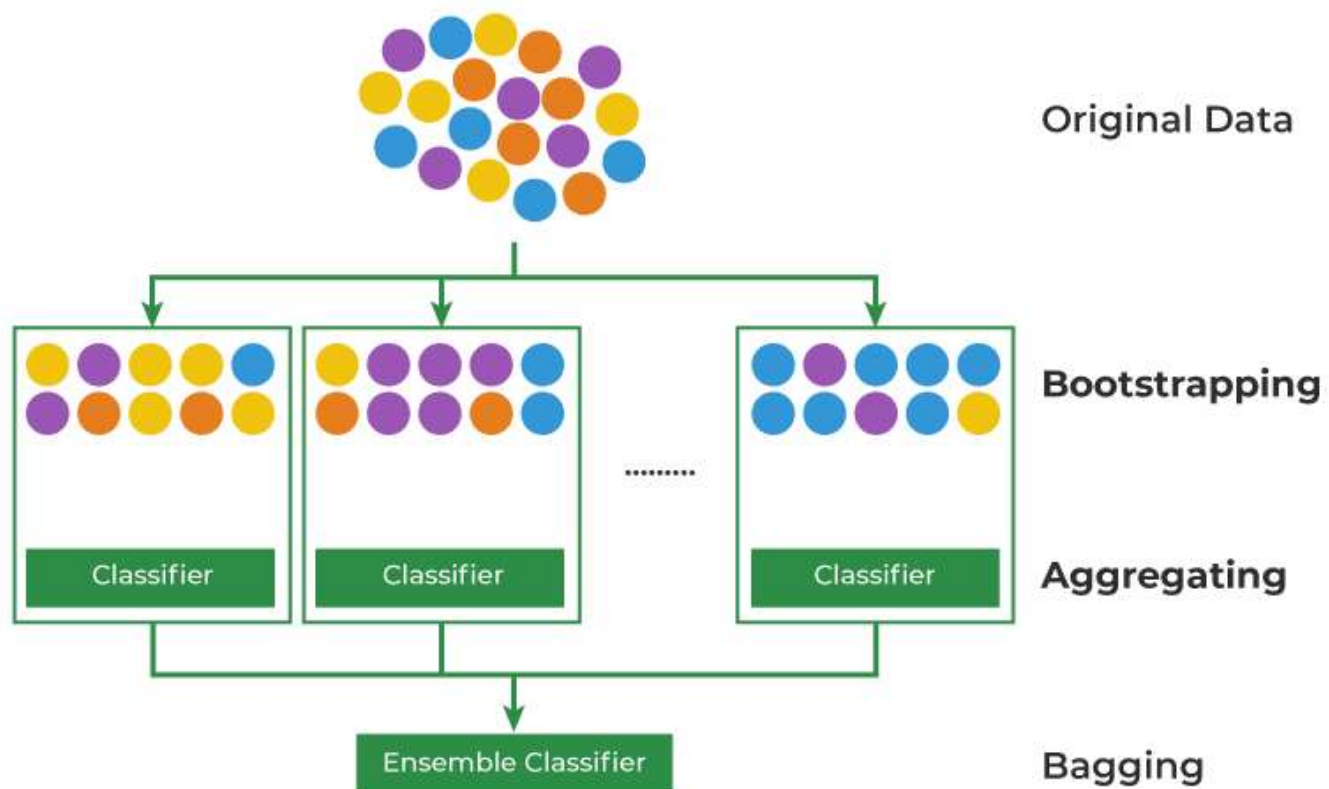 Original Data
Bootstrapping
.........
Classifier
Classifier
Classifier
Aggregating
Ensemble Classifier
Bagging